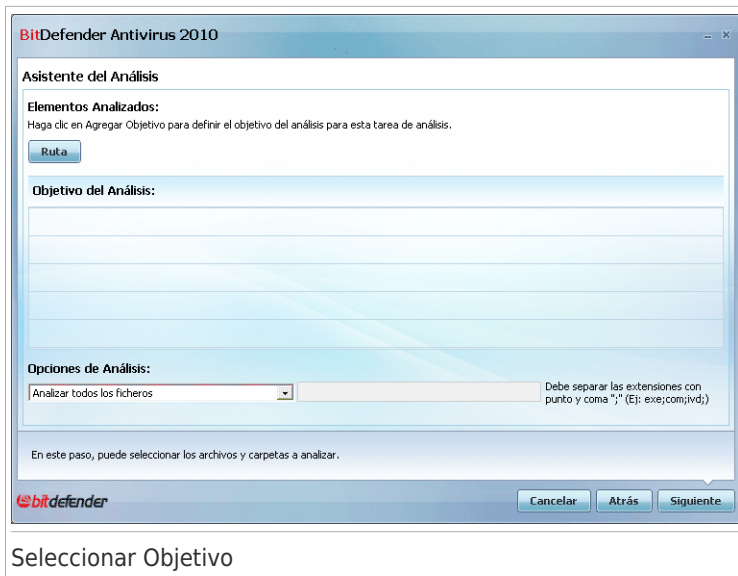 BitDefender Antivirus 2010
Asistente del Análisis
Elementos Analizados:
Haga clic en Agregar Objetivo para definir el objetivo del análisis para esta tarea de análisis.
Ruta
Objetivo del Análisis:
Opciones de Análisis:
Analizar todos los ficheros
Debe separar las extensiones con
punto y coma ";" (Ej: exe;com;ivd;)
En este paso, puede seleccionar los archivos y carpetas a analizar.
bitdefender
Cancelar
Atrás
Siguiente
Seleccionar Objetivo